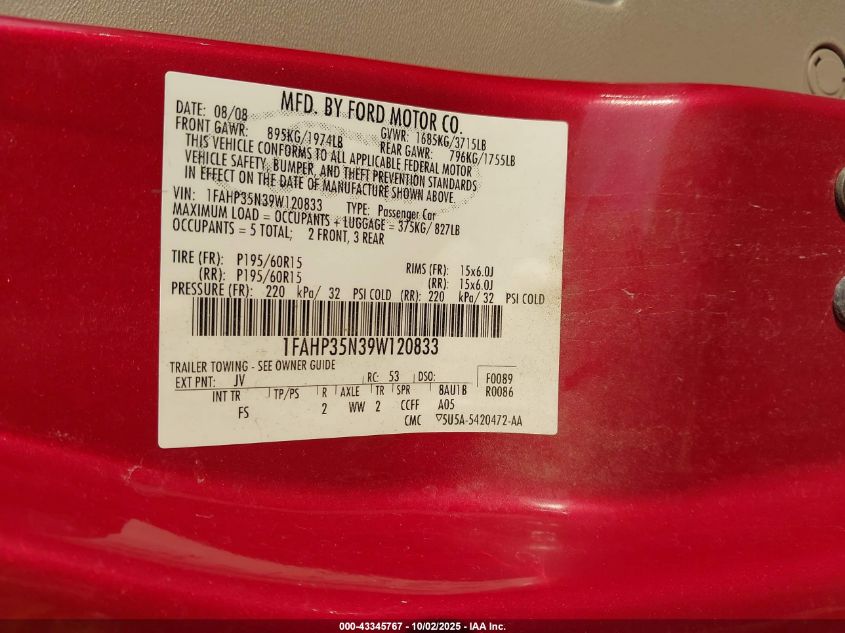 MFD. BY FORD MOTOR CO.
DATE: 08/08 GVWR: 1685KG/3715LB
FRONT GAWR: 895KG/1974LB REAR GAWR: 796KG/1755LB
THIS VEHICLE CONFORMS TO ALL APPLICABLE FEDERAL MOTOR
VEHICLE SAFETY, BUMPER, AND THEFT PREVENTION STANDARDS
IN EFFECT ON THE DATE OF MANUFACTURE SHOWN ABOVE.
VIN: 1FAHP35N39W120833 TYPE: Passenger Car
MAXIMUM LOAD = OCCUPANTS + LUGGAGE = 375KG/ 827LB
OCCUPANTS = 5 TOTAL; 2 FRONT, 3 REAR
TIRE (FR): P195/60R15 RIMS (FR): 15x6.0J
(RR): P195/60R15 (RR): 15x6.0J
PRESSURE (FR): 220 kPa/ 32 PSI COLD (RR): 220 kPa/ 32 PSI COLD
1FAHP35N39W120833
TRAILER TOWING - SEE OWNER GUIDE
EXT PNT: JV RC: 53 DSO: F0089
INT TR TP/PS R AXLE TR SPR BAU1B R0086
FS 2 WW 2 CCFF A05
CMC ▽5U5A-5420472-AA
000-43345767 - 10/02/2025 - IAA Inc.